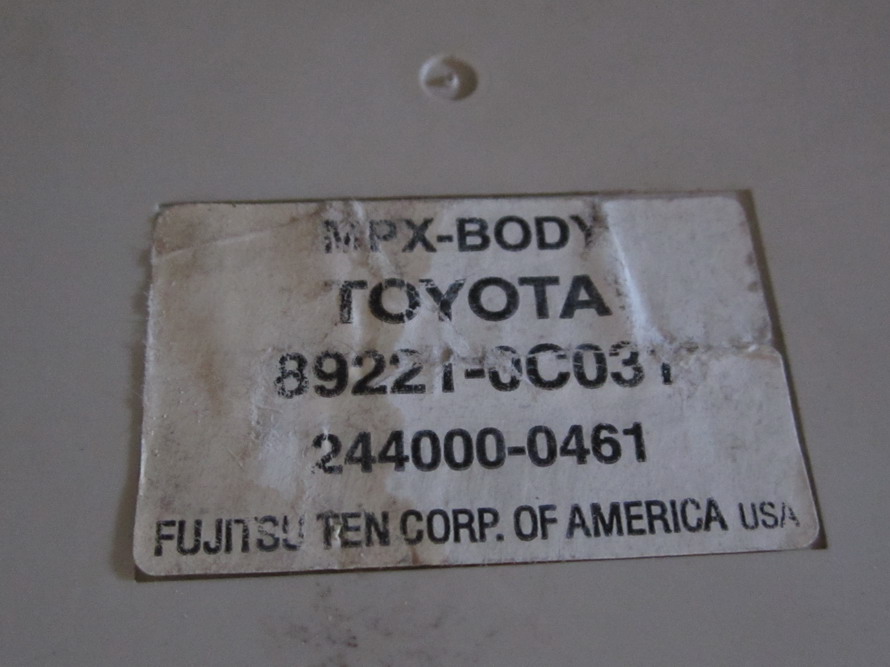 MPX-BODY
TOYOTA
89221-0C031
244000-0461
FUJITSU TEN CORP. OF AMERICA USA